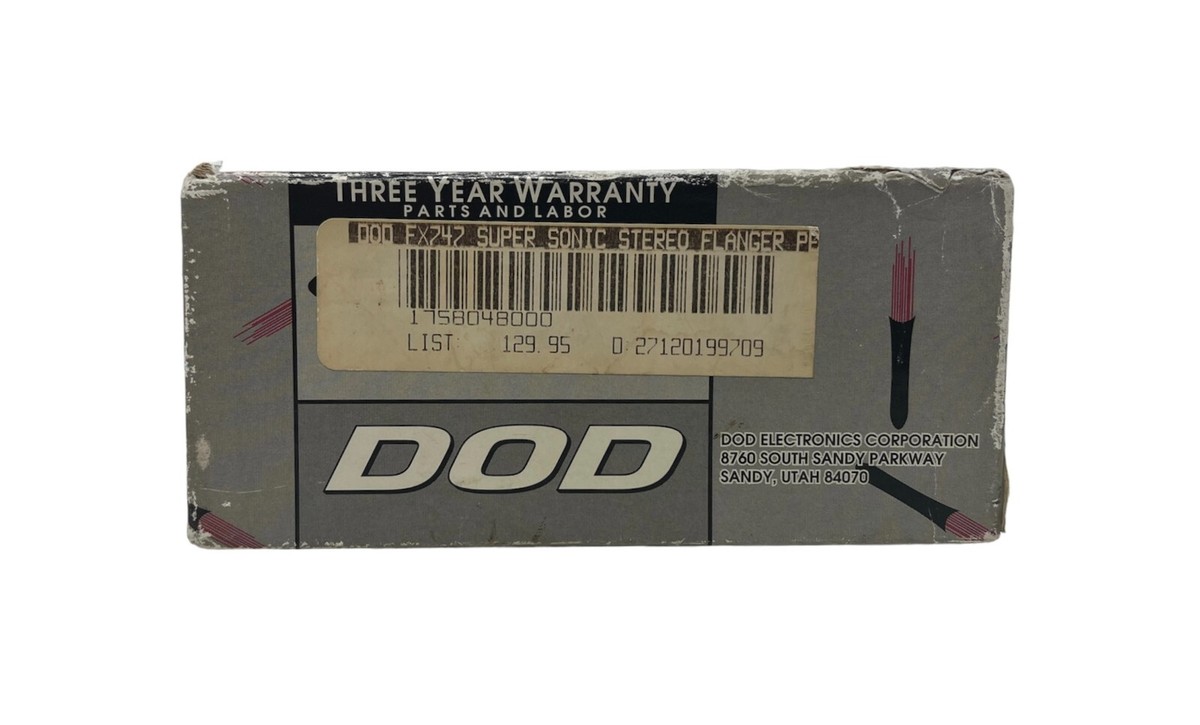 THREE YEAR WARRANTY
PARTS AND LABOR
DOD FX747 SUPER SONIC STEREO FLANGER PE
1758048000
LIST: 129.95 D:27120199709
DOD
DOD ELECTRONICS CORPORATION
8760 SOUTH SANDY PARKWAY
SANDY, UTAH 84070